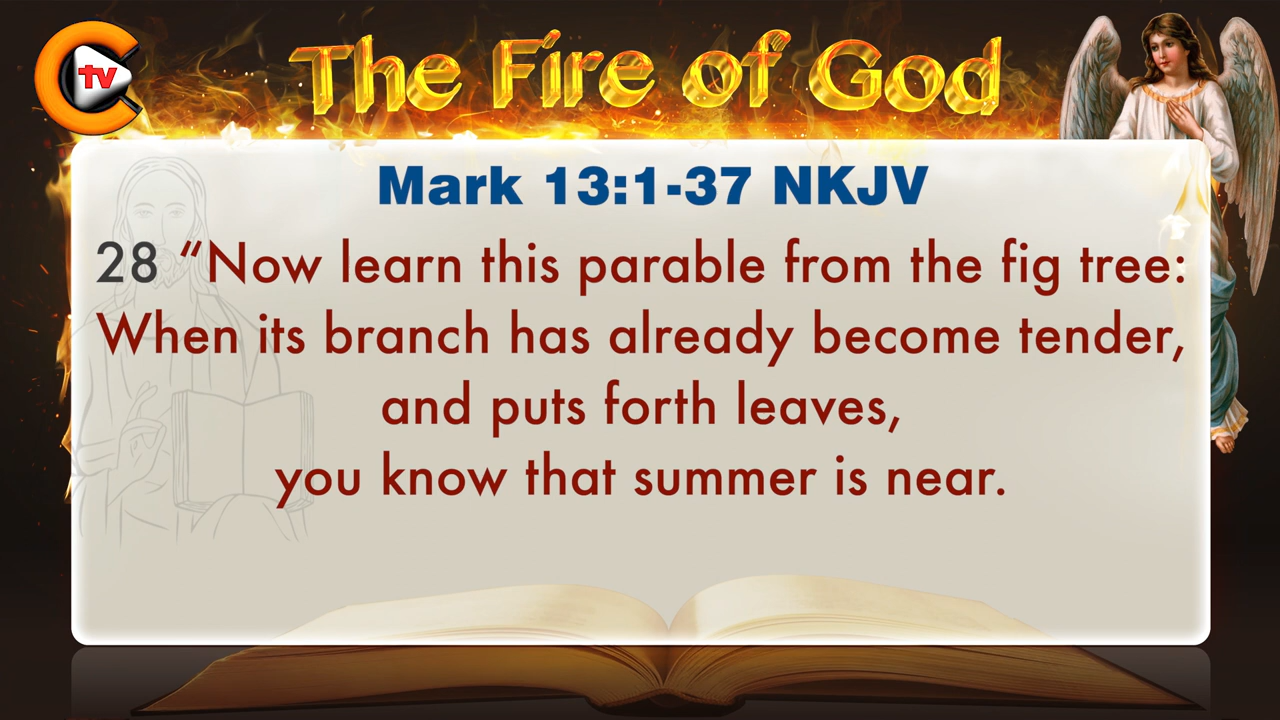 tv
The Fire of God
Mark 13:1-37 NKJV
28 “Now learn this parable from the fig tree:
When its branch has already become tender,
and puts forth leaves,
you know that summer is near.